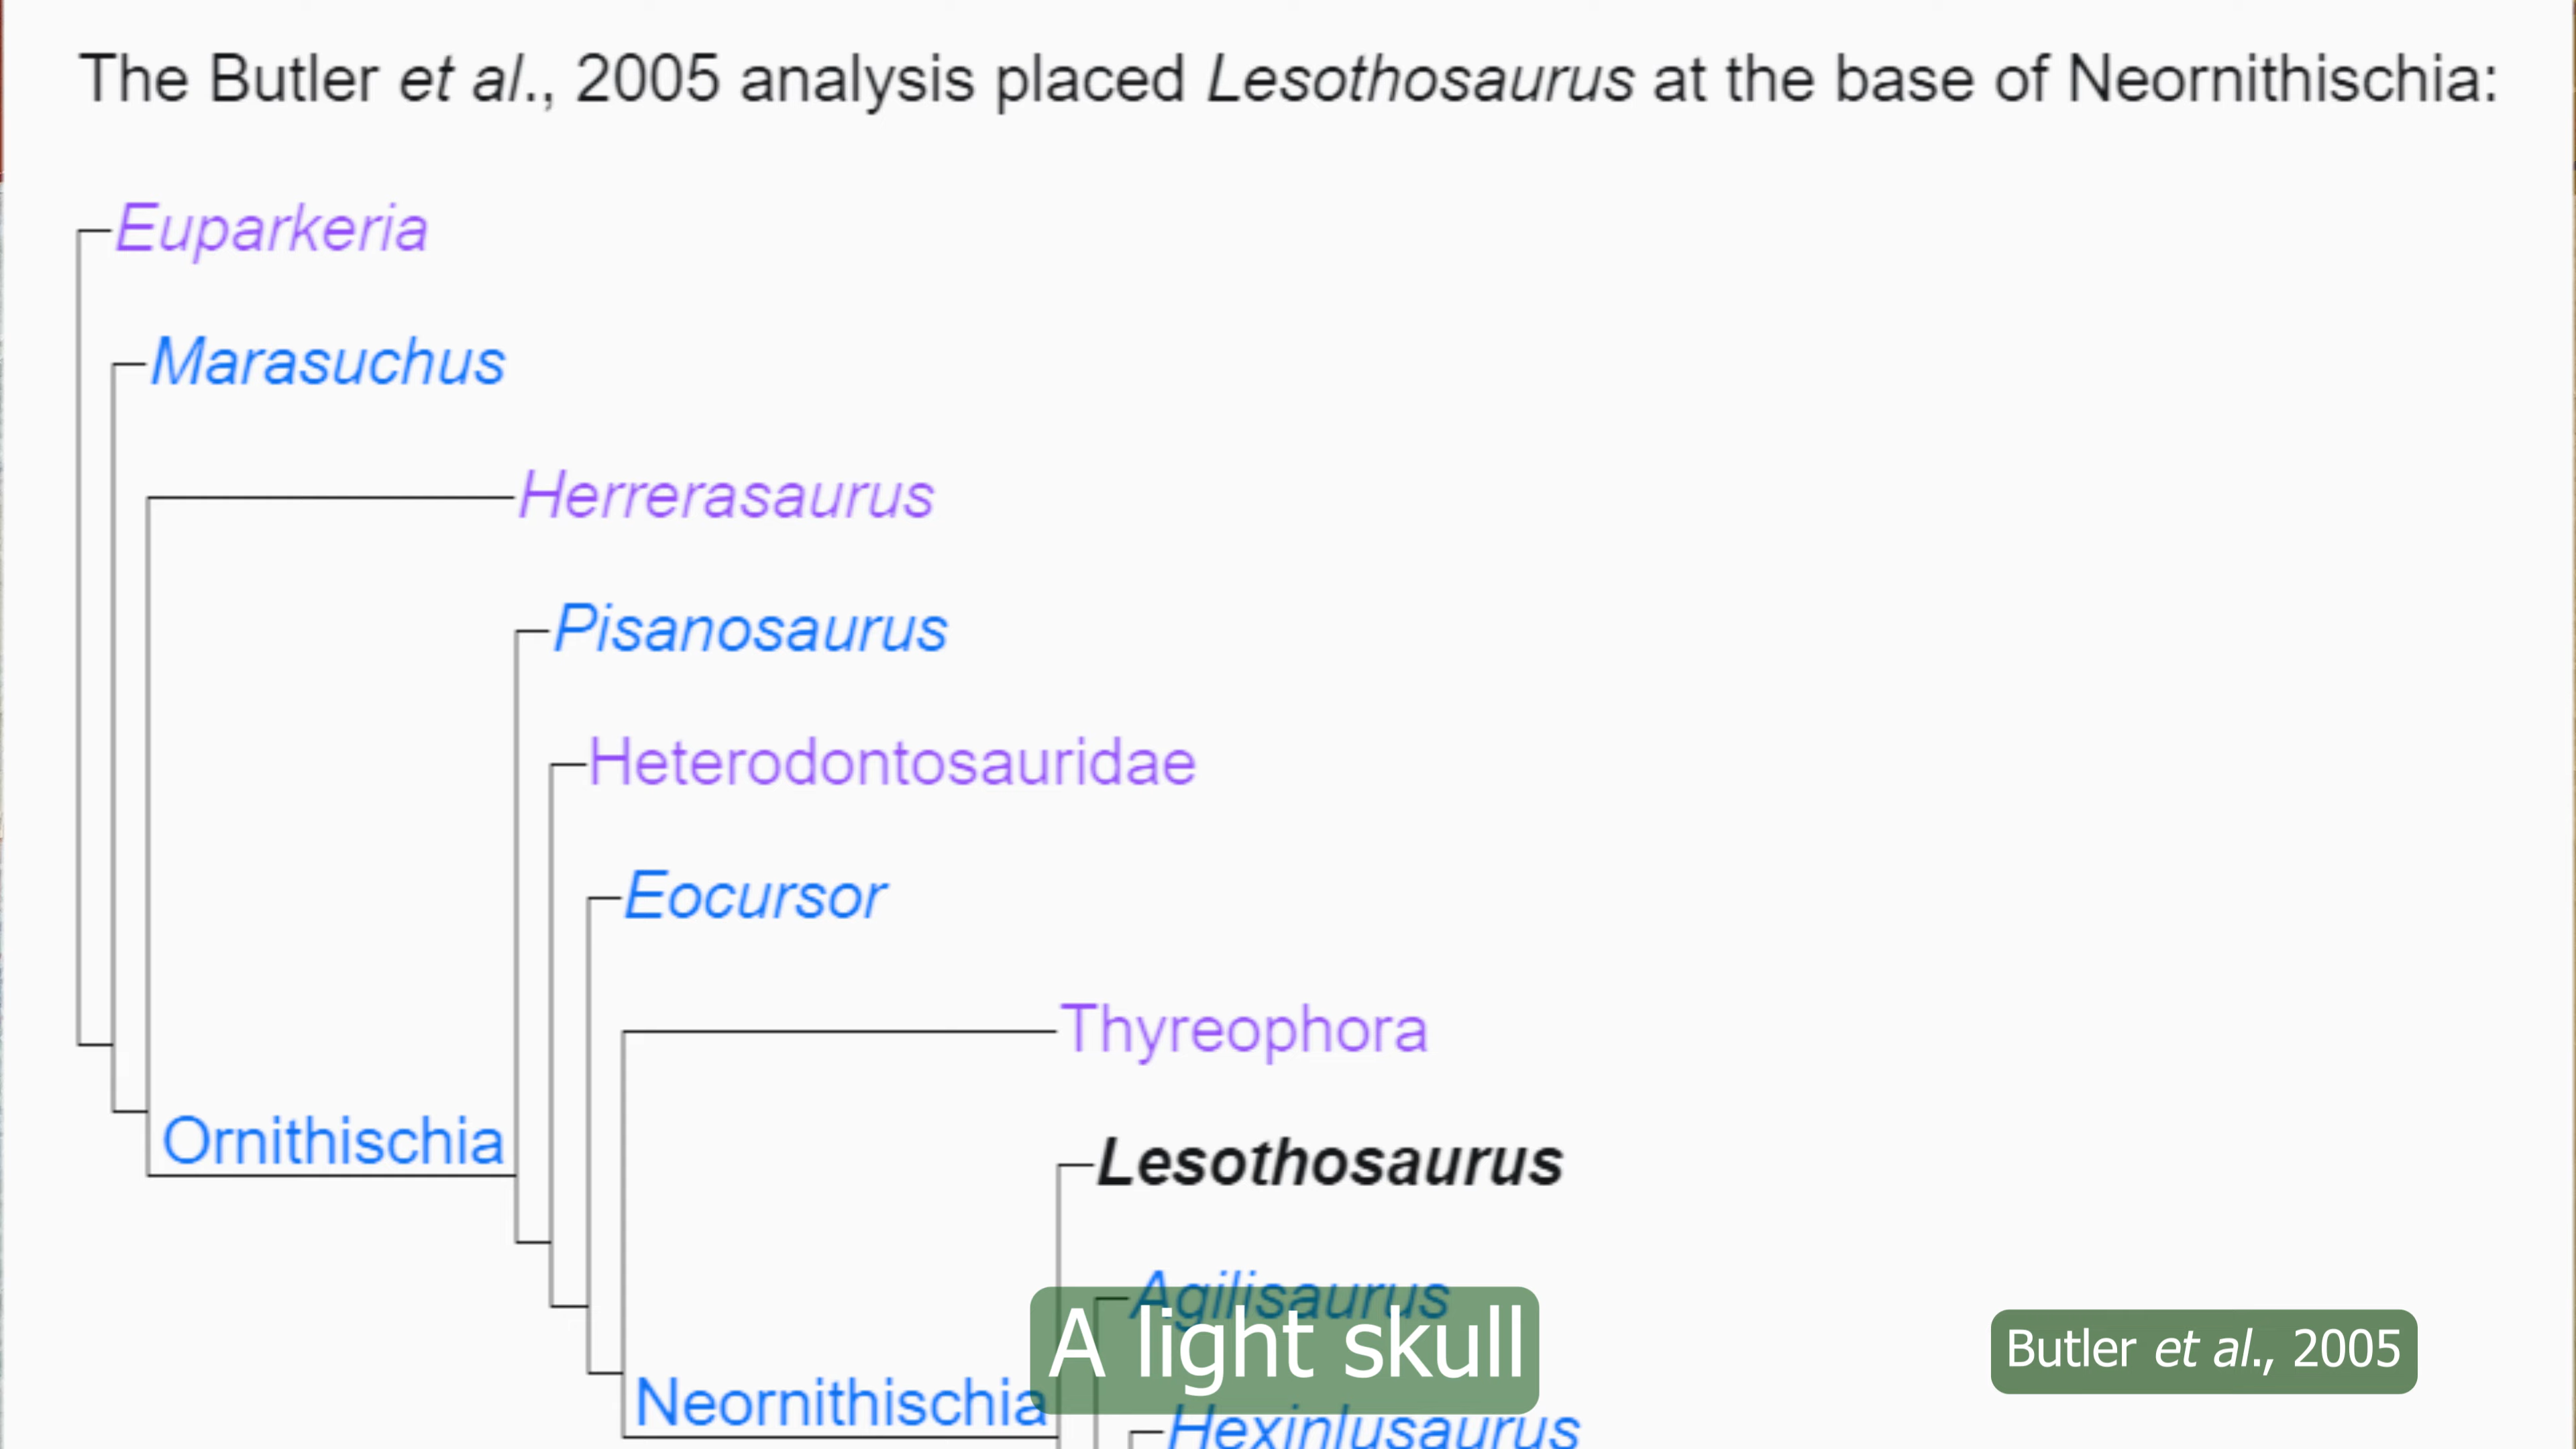 The Butler et al., 2005 analysis placed Lesothosaurus at the base of Neornithischia:
Euparkeria
Marasuchus
Herrerasaurus
Pisanosaurus
Heterodontosauridae
Eocursor
Thyreophora
Ornithischia
Lesothosaurus
Agilisaurus
A light skull
Butler et al., 2005
Neornithischia
Hexinlusaurus